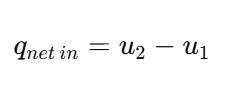 q_{net in} = u_2 − u_1